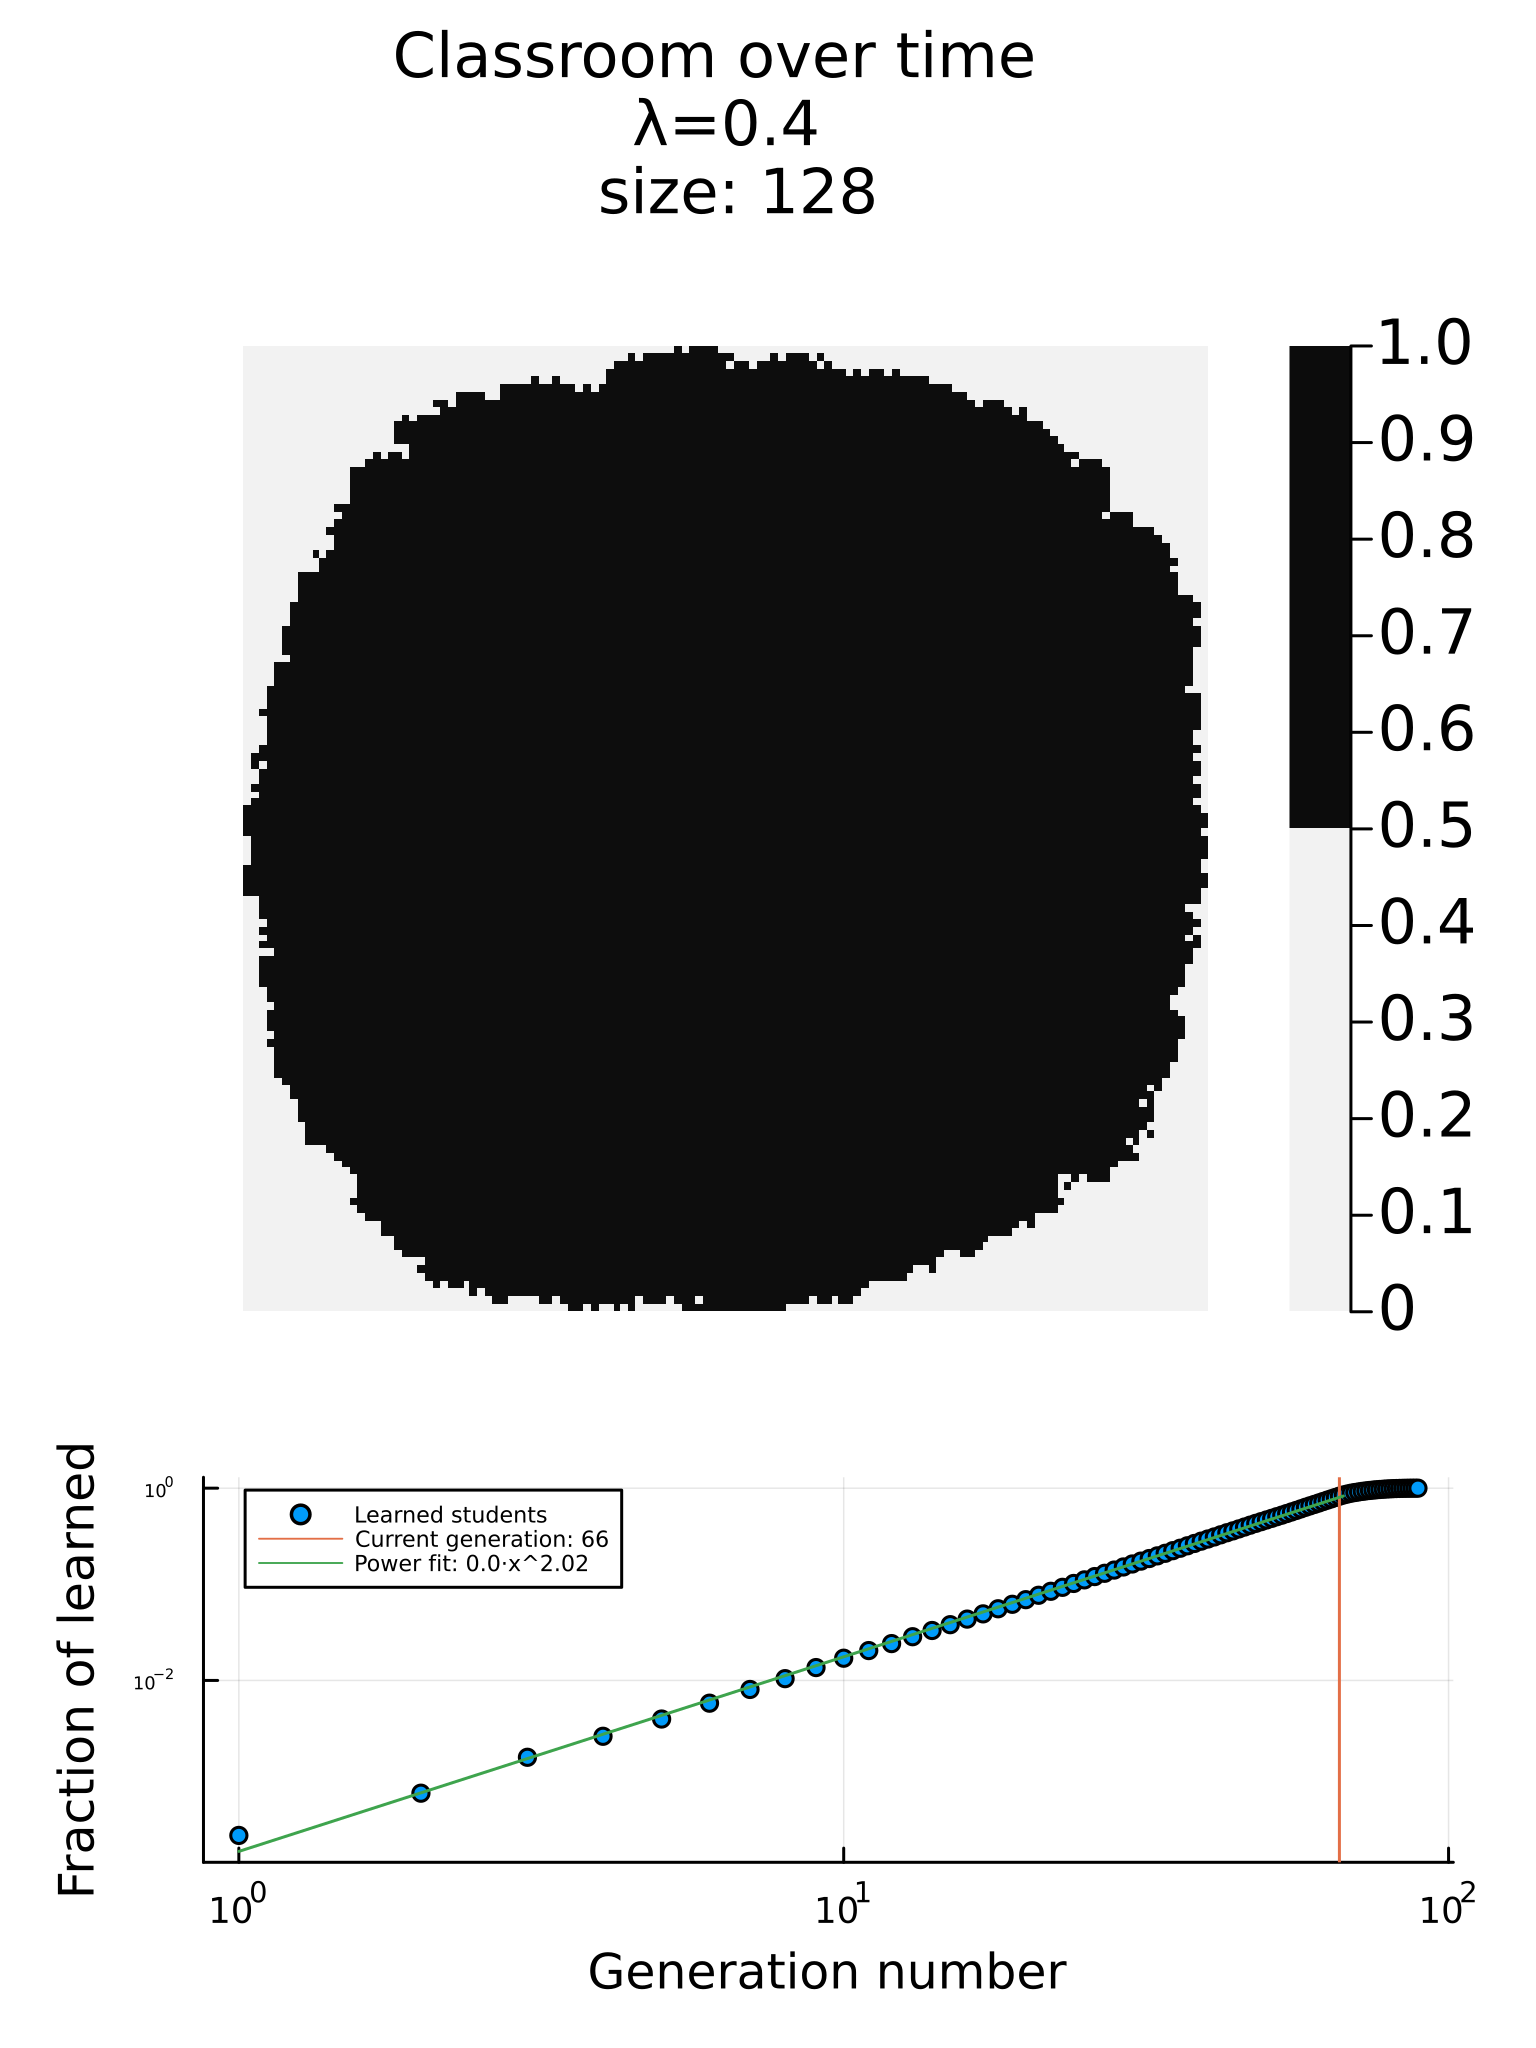 Classroom over time
λ=0.4
size: 128
1.0
0.9
0.8
0.7
0.6
0.5
0.4
0.3
0.2
0.1
0
Fraction of learned
10⁰
10⁻²
Learned students
Current generation: 66
Power fit: 0.0·x^2.02
10⁰ 10¹ 10²
Generation number